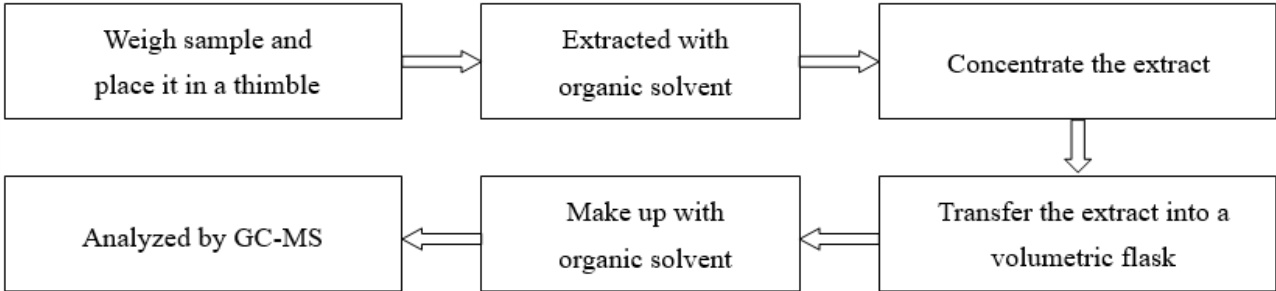 Weigh sample and
place it in a thimble
Extracted with
organic solvent
Concentrate the extract
Transfer the extract into a
volumetric flask
Make up with
organic solvent
Analyzed by GC-MS